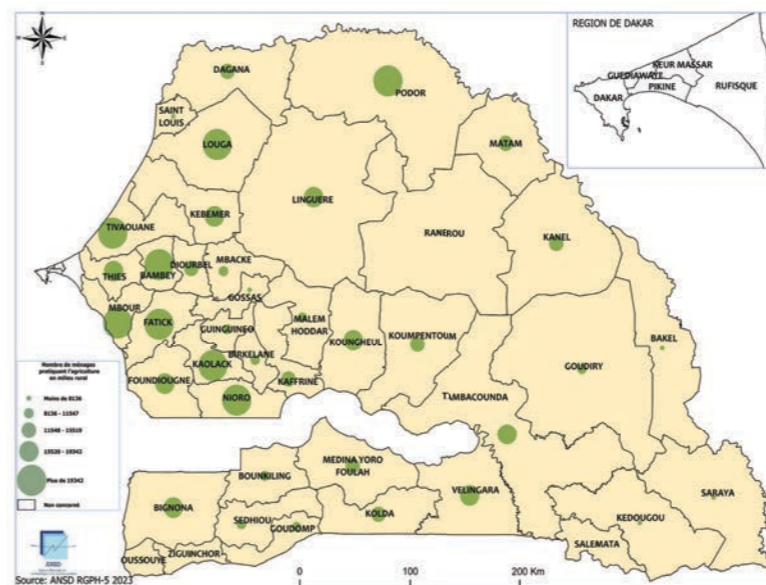 N
W
E
S
REGION DE DAKAR
KEUR MASSAR
GUEDIAWAYE
PIKINE
DAKAR
RUFISQUE
DAGANA
PODOR
SAINT
LOUIS
LOUGA
MATAM
LINGUERE
KEBEMER
TIVAOUANE
RANEROU
KANEL
THIES
BAMBEY
DIOURBEL
MBACKE
GOSSAS
MBOUR
FATICK
GUINGUINEO
MALEM
HODDAR
KOUNGHEUL
KOUMPENTOUM
BAKEL
GOUDIRY
BIRKELANE
KAOLACK
KAFFRINE
FOUNDIOUGNE
NIORO
TAMBACOUNDA
Nombre de ménages
pratiquant l'agriculture
en milieu rural
Moins de 8136
8136 - 11547
11548 - 15519
15520 - 19342
Plus de 19342
Non concerné
MEDINA YORO
FOULAH
BOUNKILING
VELINGARA
BIGNONA
KOLDA
SEDHIOU
GOUDOMP
SARAYA
KEDOUGOU
SALEMATA
ZIGUINCHOR
OUSSOUYE
ANSD
Source: ANSD RGPH-5 2023
0
100
200 Km